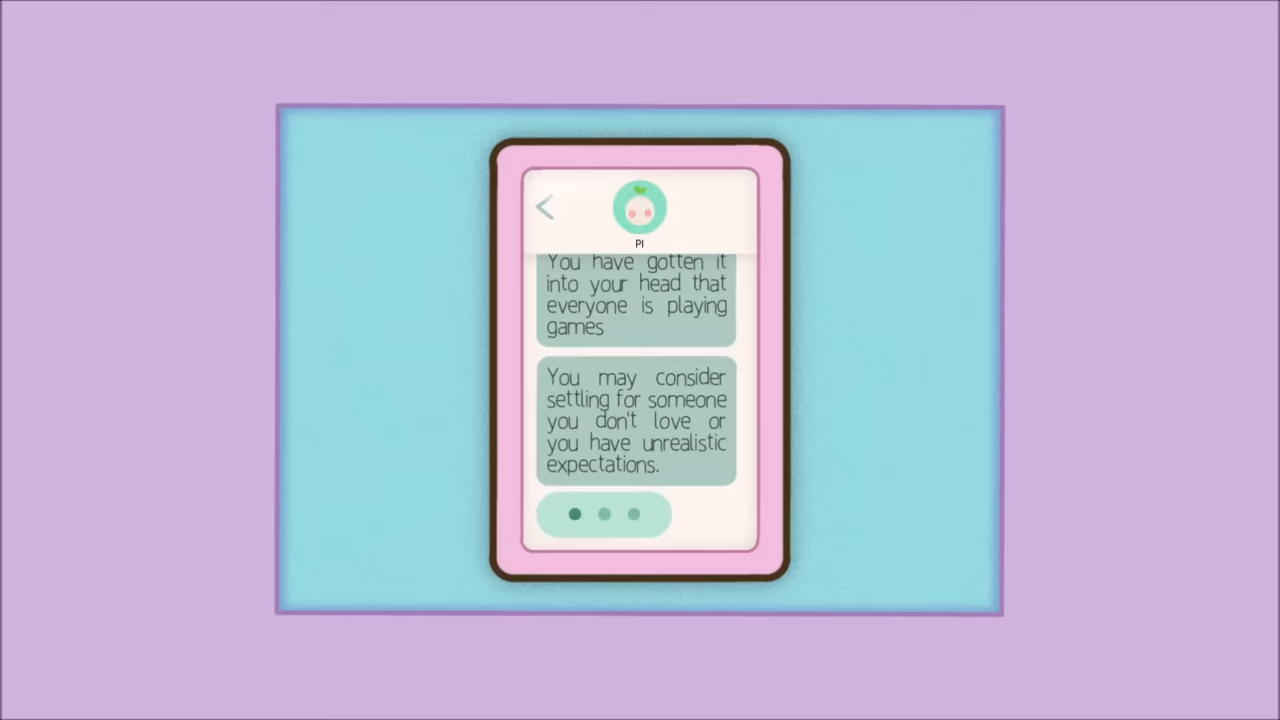 PI
You have gotten it
into your head that
everyone is playing
games
You may consider
settling for someone
you don't love or
you have unrealistic
expectations.